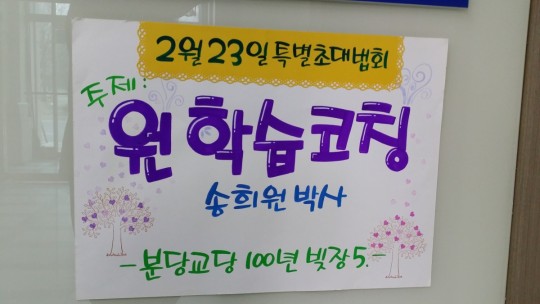 2월 23일 특별초대법회
주제:
원 학습코칭
송희원 박사
- 분당교당 100년 빛장5. -